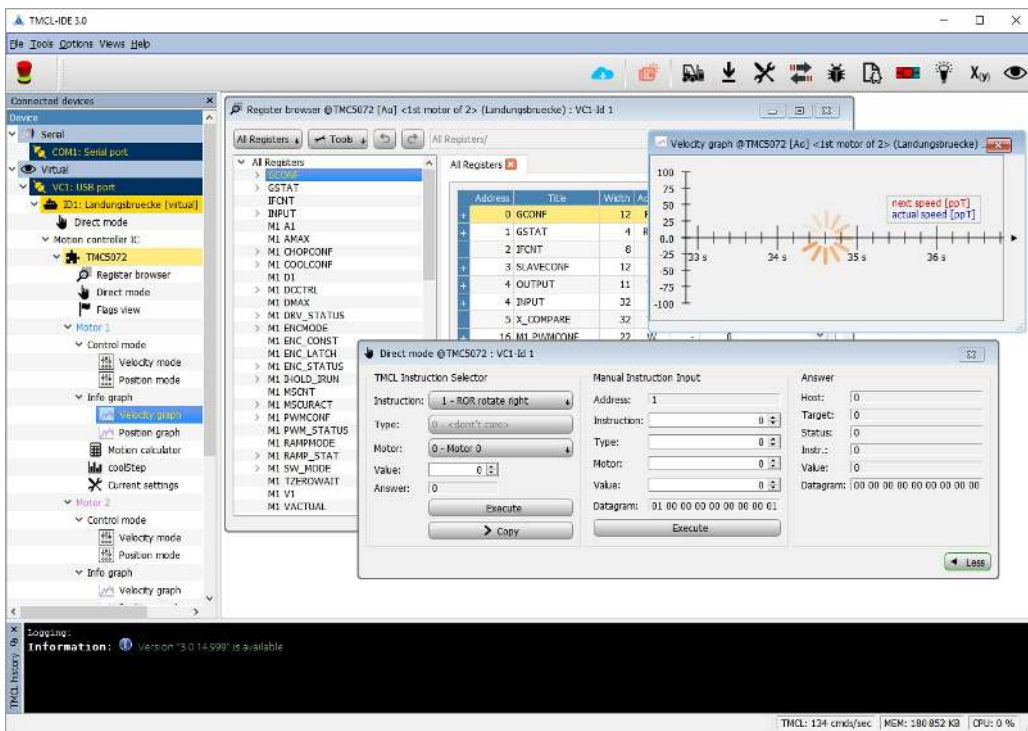 TMCL-IDE 3.0
File Tools Options Views Help
X(y)
Connected devices
Device
Serial
COM1: Serial port
Virtual
VC1: USB port
ID1: Landungsbruecke [virtual]
Direct mode
Motion controller IC
TMC5072
Register browser
Direct mode
Flags view
Motor 1
Control mode
Velocity mode
Position mode
Info graph
Velocity graph
Position graph
Motion calculator
coolStep
Current settings
Motor 2
Control mode
Velocity mode
Position mode
Info graph
Velocity graph
Register browser @TMC5072 [Aq] <1st motor of 2> (Landungsbruecke) : VC1-Id 1
All Registers Tools All Registers/
All Registers
GCONF
GSTAT
IFCNT
INPUT
M1 A1
M1 AMAX
M1 CHOPCONF
M1 COOLCONF
M1 D1
M1 DCCTRL
M1 DMAX
M1 DRV_STATUS
M1 ENCMODE
M1 ENC_CONST
M1 ENC_LATCH
M1 ENC_STATUS
M1 IHOLD_IRUN
M1 MSCNT
M1 MSCURACT
M1 PWMCONF
M1 PWM_STATUS
M1 RAMPMODE
M1 RAMP_STAT
M1 SW_MODE
M1 TZEROWAIT
M1 V1
M1 VACTUAL
All Registers
Address Title Width
0 GCONF 12
1 GSTAT 4 R
2 IFCNT 8
3 SLAVECONF 12
4 OUTPUT 11
4 INPUT 32
5 X_COMPARE 32
16 M1 PWMCONF 22 W - 0
Velocity graph @TMC5072 [Aq] <1st motor of 2> (Landungsbruecke) ...
100
75
50
25
0.0
-25
-50
-75
-100
33 s 34 s 35 s 36 s
next speed [ppT]
actual speed [ppT]
Direct mode @TMC5072 : VC1-Id 1
TMCL Instruction Selector
Instruction: 1 - ROR rotate right
Type: 0 - <don't care>
Motor: 0 - Motor 0
Value: 0
Answer: 0
Execute
Copy
Manual Instruction Input
Address: 1
Instruction: 0
Type: 0
Motor: 0
Value: 0
Datagram: 01 00 00 00 00 00 00 00 01
Execute
Answer
Host: 0
Target: 0
Status: 0
Instr.: 0
Value: 0
Datagram: 00 00 00 00 00 00 00 00 00
Less
TMCL history
Logging:
Information: Version "3.0.14.999" is available
TMCL: 134 cmds/sec MEM: 180 852 KB CPU: 0 %